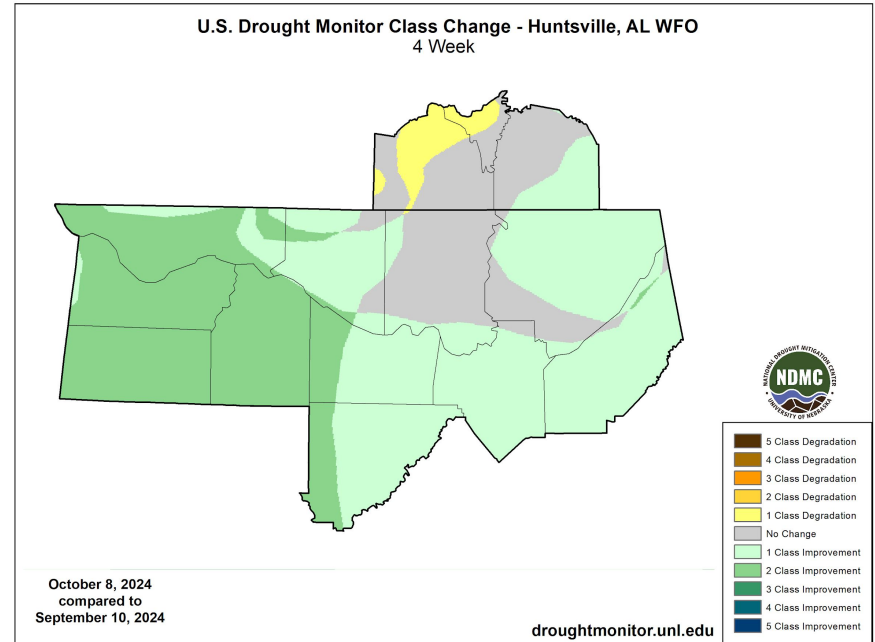 U.S. Drought Monitor Class Change - Huntsville, AL WFO
4 Week
NATIONAL DROUGHT MITIGATION CENTER
NDMC
UNIVERSITY OF NEBRASKA
5 Class Degradation
4 Class Degradation
3 Class Degradation
2 Class Degradation
1 Class Degradation
No Change
1 Class Improvement
2 Class Improvement
3 Class Improvement
4 Class Improvement
5 Class Improvement
October 8, 2024
compared to
September 10, 2024
droughtmonitor.unl.edu